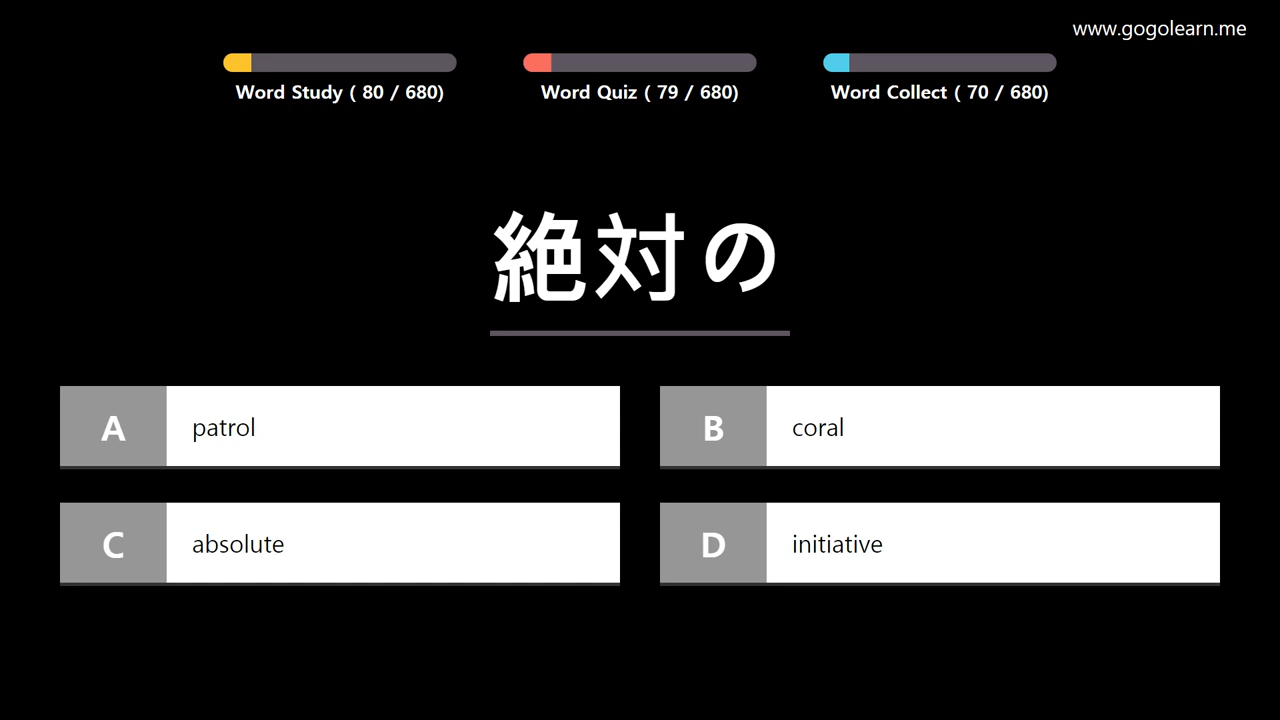 www.gogolearn.me
Word Study ( 80 / 680)
Word Quiz ( 79 / 680)
Word Collect ( 70 / 680)
絶対の
A patrol
B coral
C absolute
D initiative